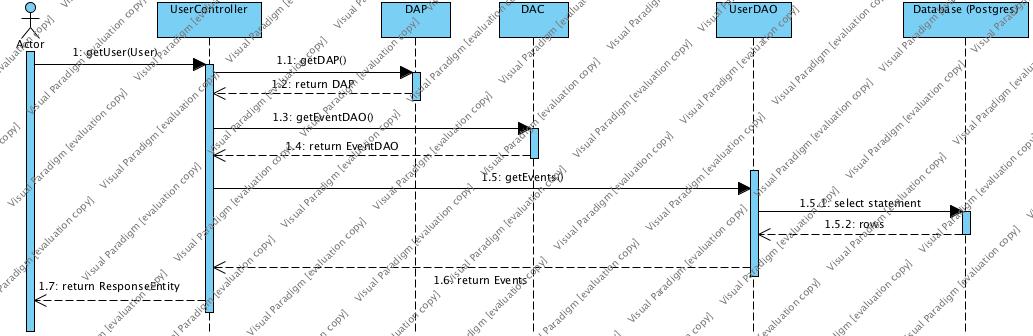 UserController
DAP
DAC
UserDAO
Database (Postgres)
Actor
1: getUser(User)
1.1: getDAP()
1.2: return DAP
1.3: getEventDAO()
1.4: return EventDAO
1.5: getEvents()
1.5.1: select statement
1.5.2: rows
1.6: return Events
1.7: return ResponseEntity
Visual Paradigm [evaluation copy]